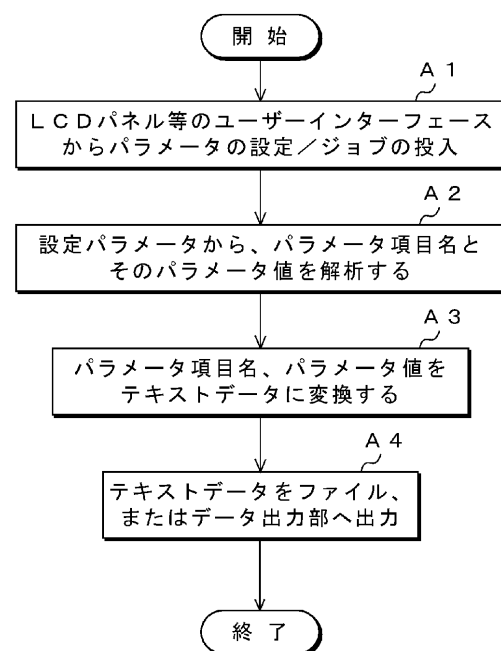 開 始
A 1
LCDパネル等のユーザーインターフェース
からパラメータの設定／ジョブの投入
A 2
設定パラメータから、パラメータ項目名と
そのパラメータ値を解析する
A 3
パラメータ項目名、パラメータ値を
テキストデータに変換する
A 4
テキストデータをファイル、
またはデータ出力部へ出力
終 了